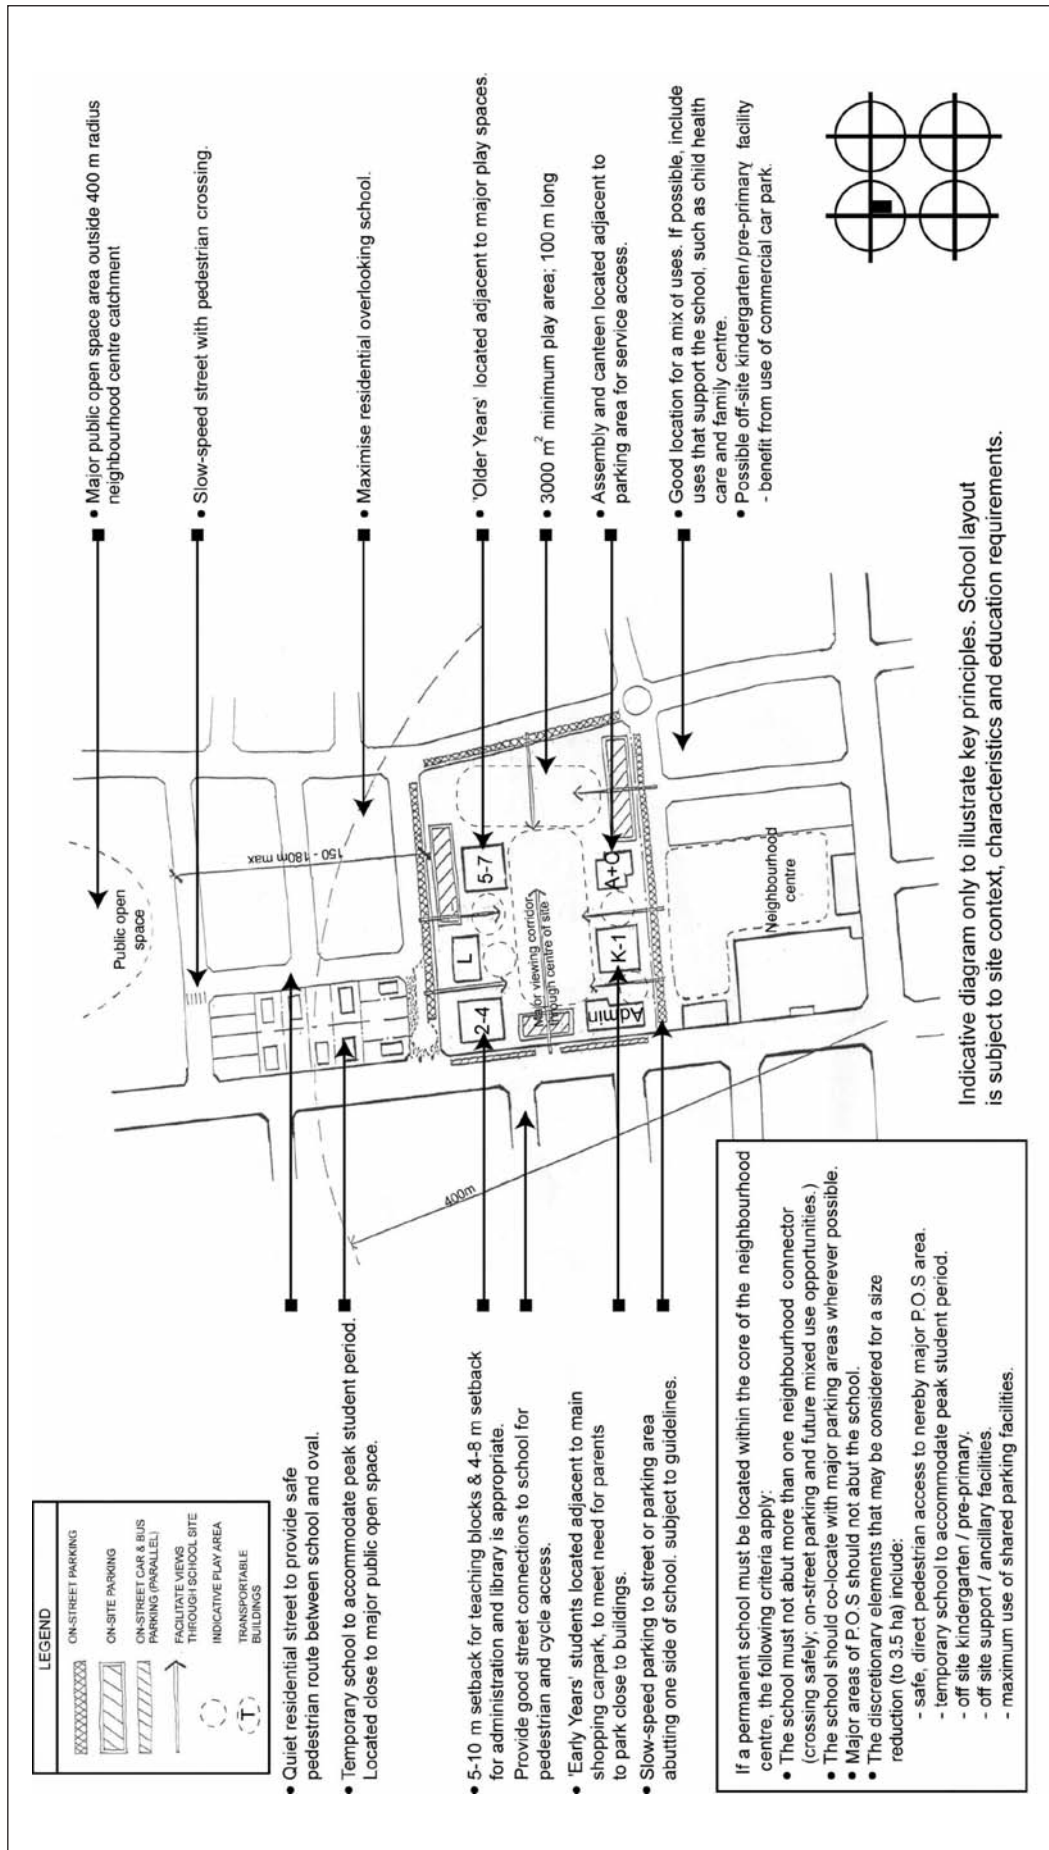 LEGEND
ON-STREET PARKING
ON-SITE PARKING
ON-STREET CAR & BUS
PARKING (PARALLEL)
FACILITATE VIEWS
THROUGH SCHOOL SITE
INDICATIVE PLAY AREA
T
TRANSPORTABLE
BUILDINGS
• Quiet residential street to provide safe
pedestrian route between school and oval.
• Temporary school to accommodate peak student period.
Located close to major public open space.
• 5-10 m setback for teaching blocks & 4-8 m setback
for administration and library is appropriate.
• Provide good street connections to school for
pedestrian and cycle access.
• 'Early Years' students located adjacent to main
shopping carpark, to meet need for parents
to park close to buildings.
• Slow-speed parking to street or parking area
abutting one side of school. subject to guidelines.
Public open
space
150 - 180m max
400m
2-4
L
5-7
Major viewing corridor
through centre of site
Admin
K-1
A+C
Neighbourhood
centre
• Major public open space area outside 400 m radius
neighbourhood centre catchment
• Slow-speed street with pedestrian crossing.
• Maximise residential overlooking school.
• 'Older Years' located adjacent to major play spaces.
• 3000 m² minimum play area; 100 m long
• Assembly and canteen located adjacent to
parking area for service access.
• Good location for a mix of uses. If possible, include
uses that support the school, such as child health
care and family centre.
• Possible off-site kindergarten/pre-primary facility
- benefit from use of commercial car park.
If a permanent school must be located within the core of the neighbourhood
centre, the following criteria apply:
• The school must not abut more than one neighbourhood connector
(crossing safely; on-street parking and future mixed use opportunities.)
• The school should co-locate with major parking areas wherever possible.
• Major areas of P.O.S should not abut the school.
• The discretionary elements that may be considered for a size
reduction (to 3.5 ha) include:
- safe, direct pedestrian access to nereby major P.O.S area.
- temporary school to accommodate peak student period.
- off site kindergarten / pre-primary.
- off site support / ancillary facilities.
- maximum use of shared parking facilities.
Indicative diagram only to illustrate key principles. School layout
is subject to site context, characteristics and education requirements.